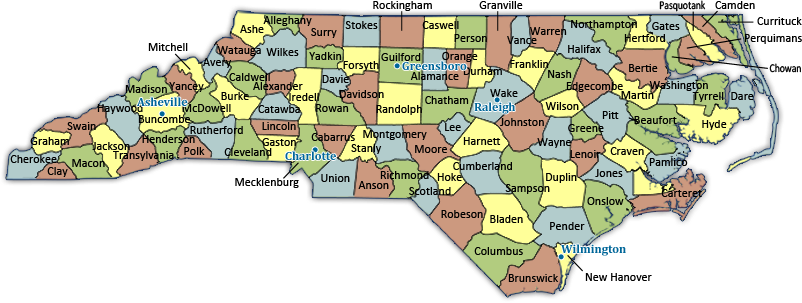 Rockingham
Granville
Pasquotank
Camden
Currituck
Perquimans
Chowan
Alleghany
Ashe
Surry
Stokes
Caswell
Person
Vance
Warren
Northampton
Gates
Hertford
Halifax
Mitchell
Watauga
Wilkes
Yadkin
Forsyth
Guilford
Greensboro
Orange
Alamance
Durham
Franklin
Nash
Bertie
Avery
Caldwell
Alexander
Davie
Madison
Yancey
Burke
Iredell
Davidson
Randolph
Chatham
Wake
Raleigh
Edgecombe
Martin
Washington
Tyrrell
Dare
Asheville
Buncombe
McDowell
Catawba
Rowan
Haywood
Wilson
Pitt
Beaufort
Hyde
Swain
Rutherford
Lincoln
Cabarrus
Montgomery
Lee
Johnston
Greene
Graham
Jackson
Henderson
Cleveland
Gaston
Charlotte
Stanly
Moore
Harnett
Wayne
Lenoir
Craven
Pamlico
Cherokee
Clay
Macon
Transylvania
Polk
Mecklenburg
Union
Anson
Richmond
Scotland
Hoke
Cumberland
Sampson
Duplin
Jones
Carteret
Onslow
Robeson
Bladen
Pender
Columbus
Wilmington
Brunswick
New Hanover